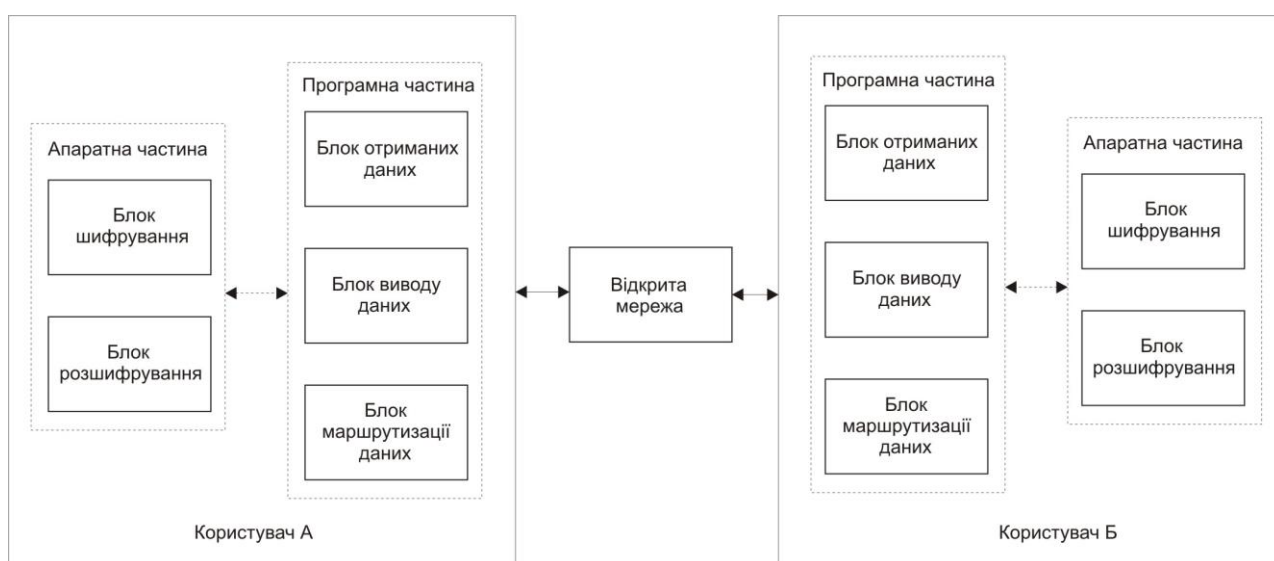 Програмна частина
Блок отриманих
даних
Апаратна частина
Блок
шифрування
Блок виводу
даних
Блок
розшифрування
Блок
маршрутизації
даних
Користувач А
Відкрита
мережа
Програмна частина
Блок отриманих
даних
Апаратна частина
Блок
шифрування
Блок виводу
даних
Блок
розшифрування
Блок
маршрутизації
даних
Користувач Б